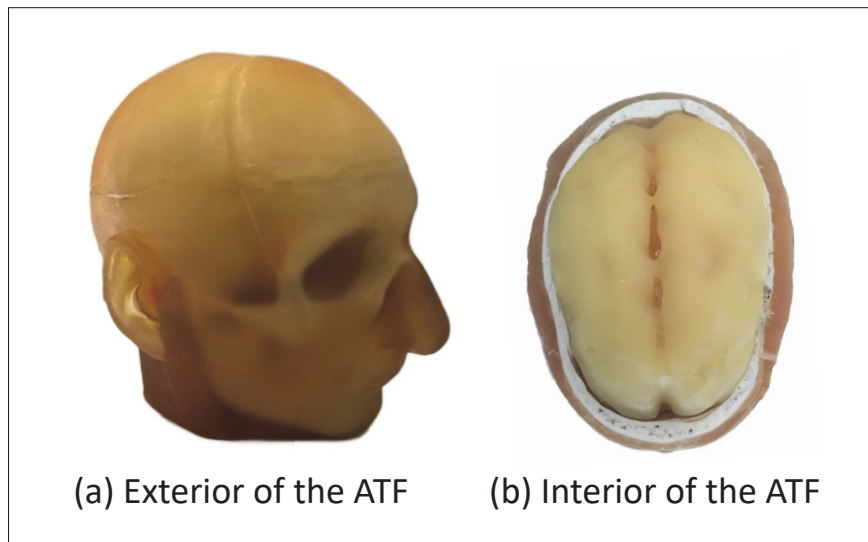 (a) Exterior of the ATF
(b) Interior of the ATF